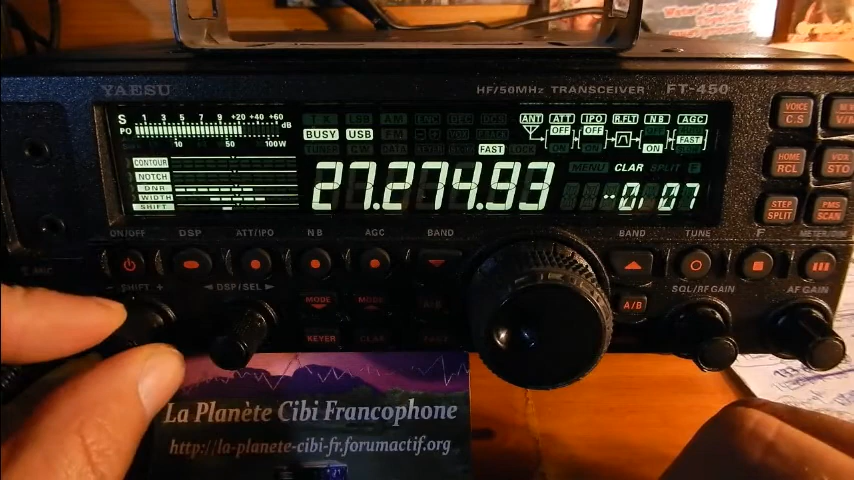 YAESU
HF/50MHz TRANSCEIVER FT-450
S 1 3 5 7 9 +20 +40 +60 dB
PO 10 50 100W
BUSY USB
FAST
ANT ATT IPO R.FLT NB AGC
OFF OFF ON FAST
CLAR
CONTOUR
NOTCH
DNR
WIDTH
SHIFT
27.274.93
-0.07
VOICE C.S
HOME RCL
VOX STO
STEP SPLIT
PMS SCAN
ON/OFF DSP ATT/IPO NB AGC BAND BAND TUNE F
- SHIFT + ◄DSP/SEL► SQL/RF GAIN AF GAIN
MODE MODE
A/B
KEYER CLAR
La Planète Cibi Francophone
http://la-planete-cibi-fr.forumactif.org